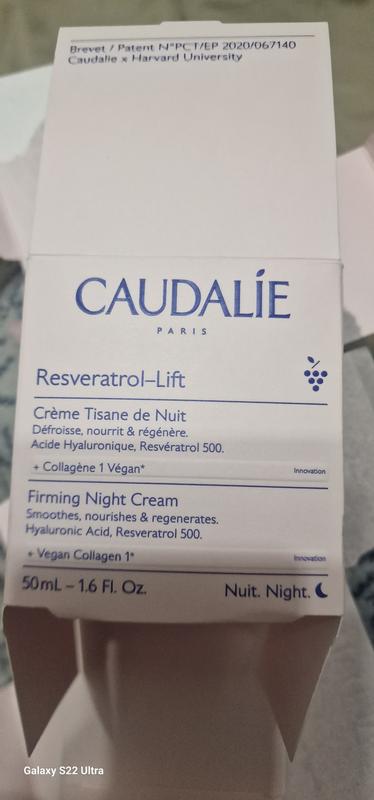 Brevet / Patent N°PCT/EP 2020/067140
Caudalie x Harvard University
CAUDALÍE
PARIS
Resveratrol–Lift
Crème Tisane de Nuit
Défroisse, nourrit & régénère.
Acide Hyaluronique, Resvératrol 500.
+ Collagène 1 Végan*
Innovation
Firming Night Cream
Smoothes, nourishes & regenerates.
Hyaluronic Acid, Resveratrol 500.
+ Vegan Collagen 1*
Innovation
50mL – 1.6 Fl. Oz.
Nuit. Night.
Galaxy S22 Ultra